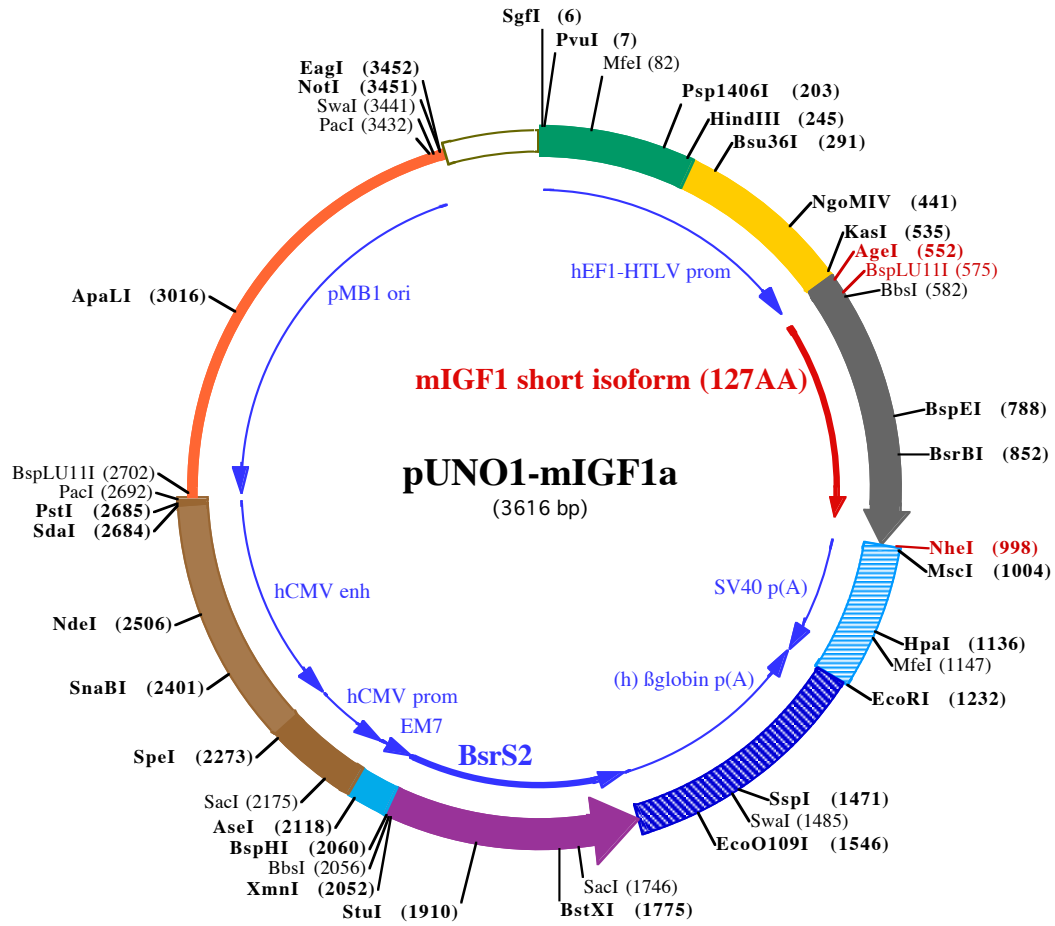 SgfI (6)
PvuI (7)
MfeI (82)
Psp1406I (203)
HindIII (245)
Bsu36I (291)
NgoMIV (441)
KasI (535)
AgeI (552)
BspLU11I (575)
BbsI (582)
BspEI (788)
BsrBI (852)
NheI (998)
MscI (1004)
HpaI (1136)
MfeI (1147)
EcoRI (1232)
SspI (1471)
SwaI (1485)
EcoO109I (1546)
SacI (1746)
BstXI (1775)
StuI (1910)
XmnI (2052)
BbsI (2056)
BspHI (2060)
AseI (2118)
SacI (2175)
SpeI (2273)
SnaBI (2401)
NdeI (2506)
SdaI (2684)
PstI (2685)
PacI (2692)
BspLU11I (2702)
ApaLI (3016)
PacI (3432)
SwaI (3441)
NotI (3451)
EagI (3452)
hEF1-HTLV prom
pMB1 ori
mIGF1 short isoform (127AA)
pUNO1-mIGF1a
(3616 bp)
SV40 p(A)
(h) ßglobin p(A)
hCMV enh
hCMV prom
EM7
BsrS2